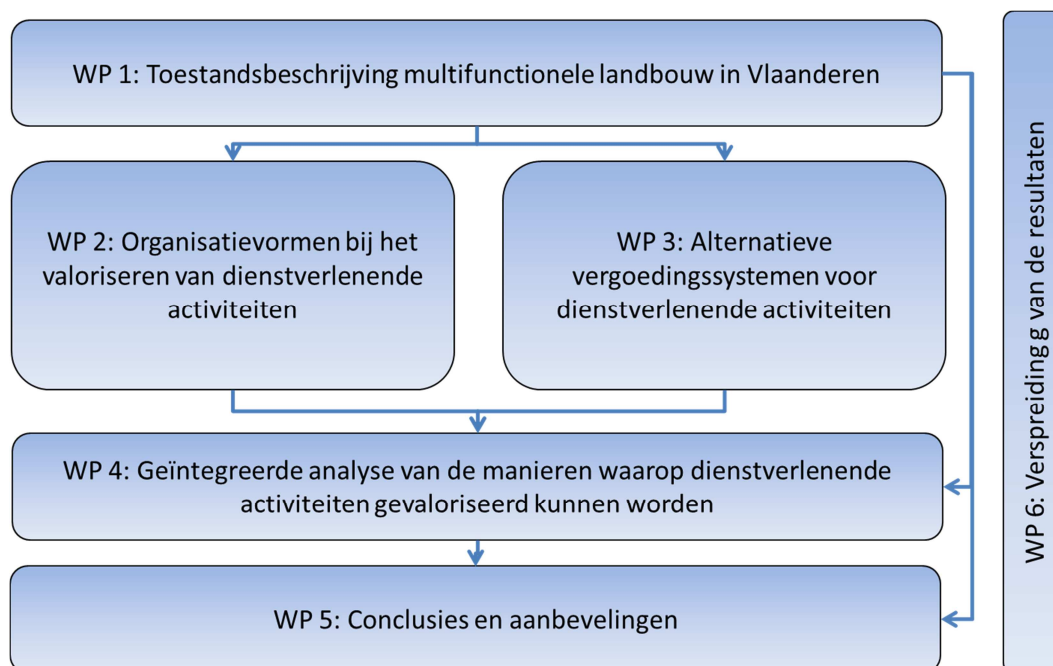 WP 1: Toestandsbeschrijving multifunctionele landbouw in Vlaanderen
WP 2: Organisatievormen bij het
valoriseren van dienstverlenende
activiteiten
WP 3: Alternatieve
vergoedingssystemen voor
dienstverlenende activiteiten
WP 4: Geïntegreerde analyse van de manieren waarop dienstverlenende
activiteiten gevaloriseerd kunnen worden
WP 5: Conclusies en aanbevelingen
WP 6: Verspreiding g van de resultaten